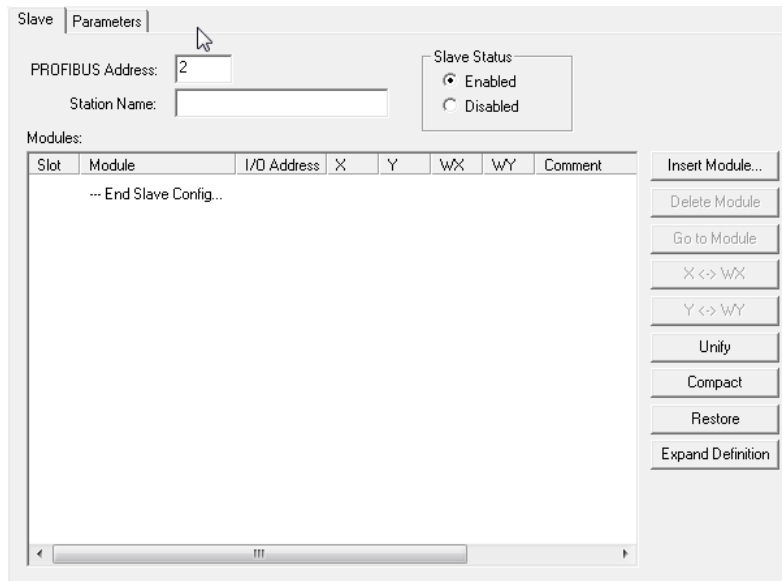 Slave Parameters
PROFIBUS Address: 2
Station Name:
Slave Status
Enabled
Disabled
Modules:
Slot Module I/O Address X Y WX WY Comment
--- End Slave Config...
Insert Module...
Delete Module
Go to Module
X <-> WX
Y <-> WY
Unify
Compact
Restore
Expand Definition